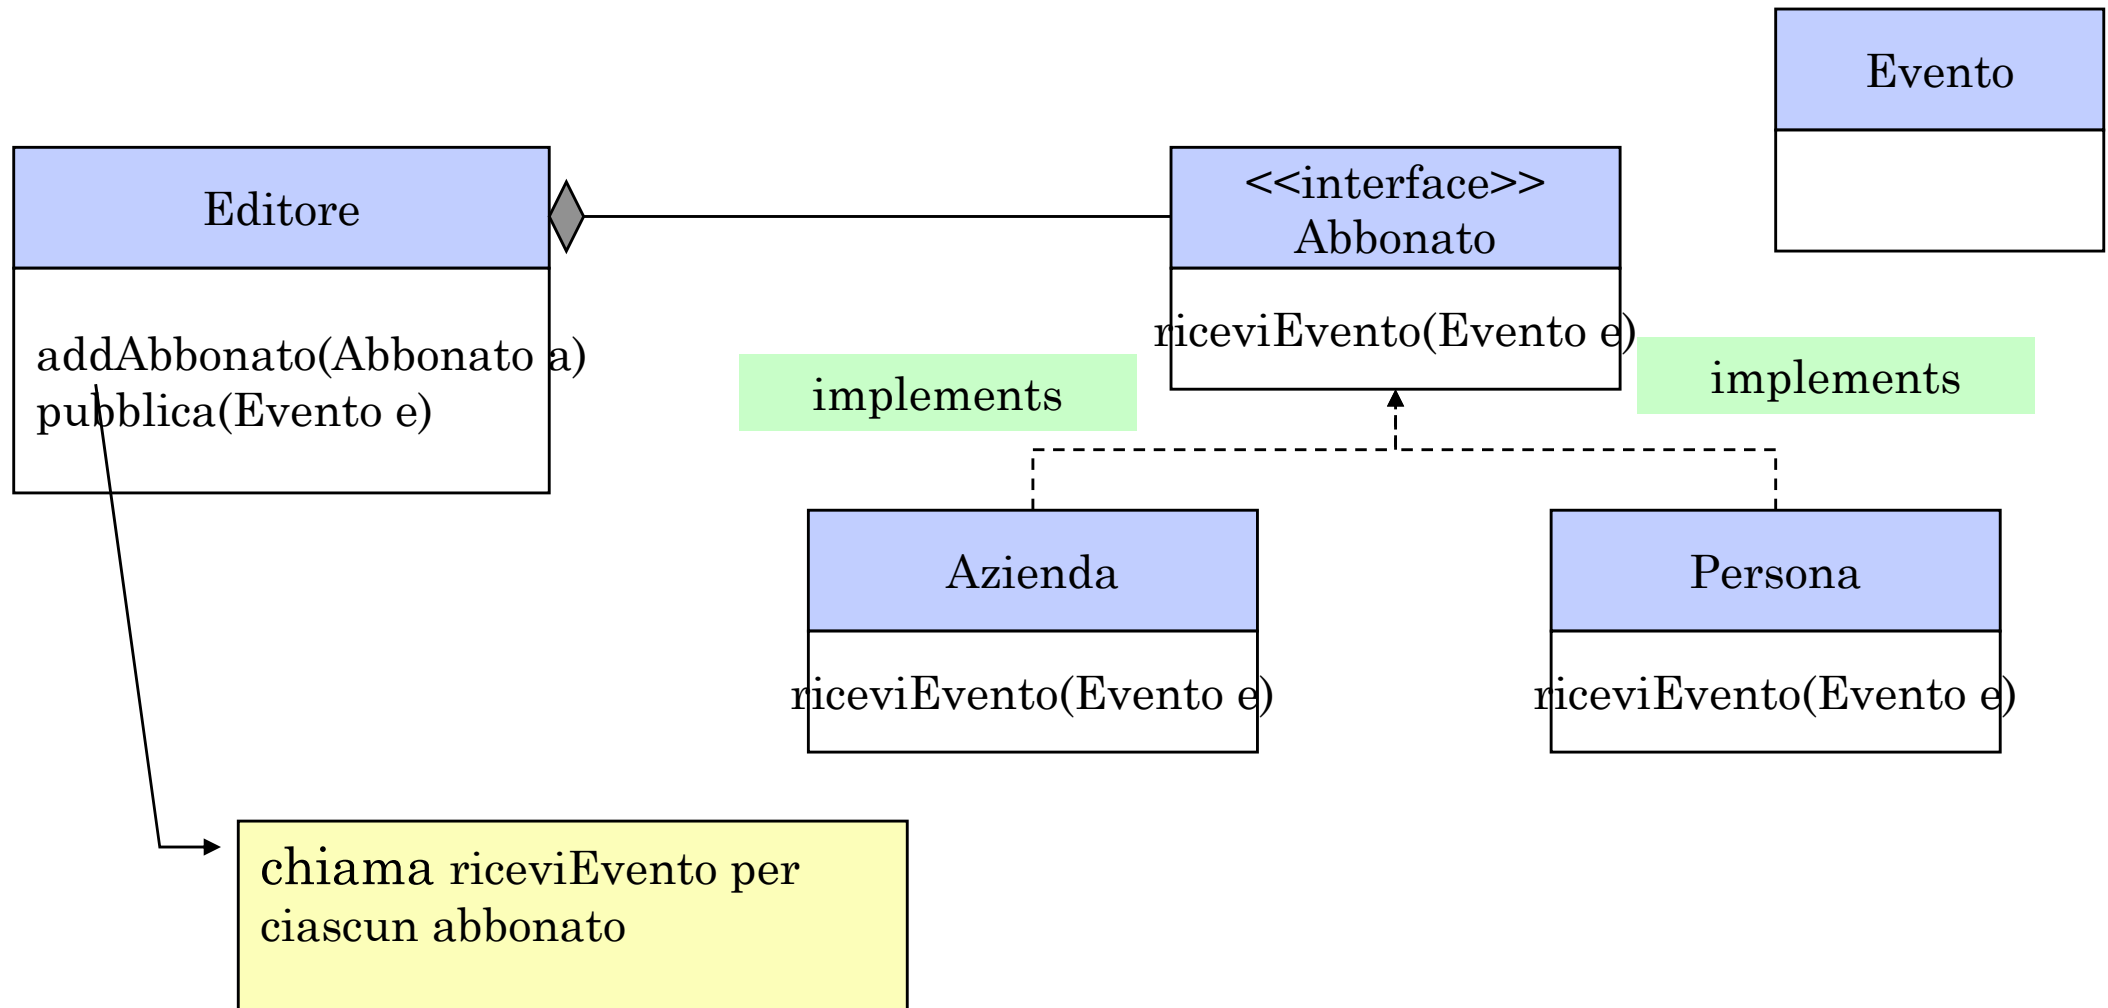 Evento
Editore
<<interface>>
Abbonato
addAbbonato(Abbonato a)
pubblica(Evento e)
riceviEvento(Evento e)
implements
implements
Azienda
Persona
riceviEvento(Evento e)
riceviEvento(Evento e)
chiama riceviEvento per
ciascun abbonato